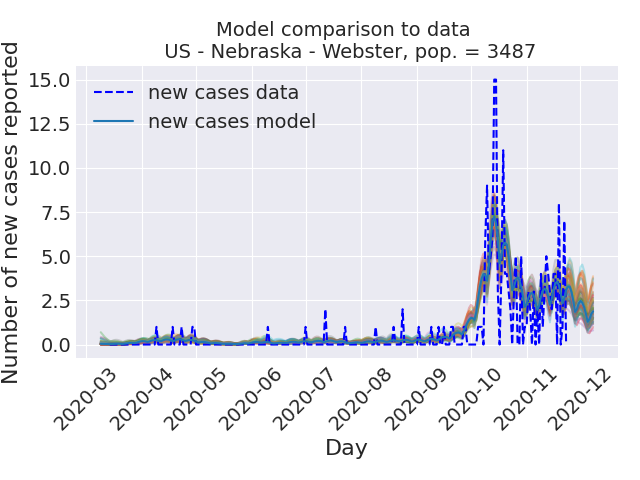 Model comparison to data
US - Nebraska - Webster, pop. = 3487
Number of new cases reported
15.0
12.5
10.0
7.5
5.0
2.5
0.0
new cases data
new cases model
2020-03
2020-04
2020-05
2020-06
2020-07
2020-08
2020-09
2020-10
2020-11
2020-12
Day